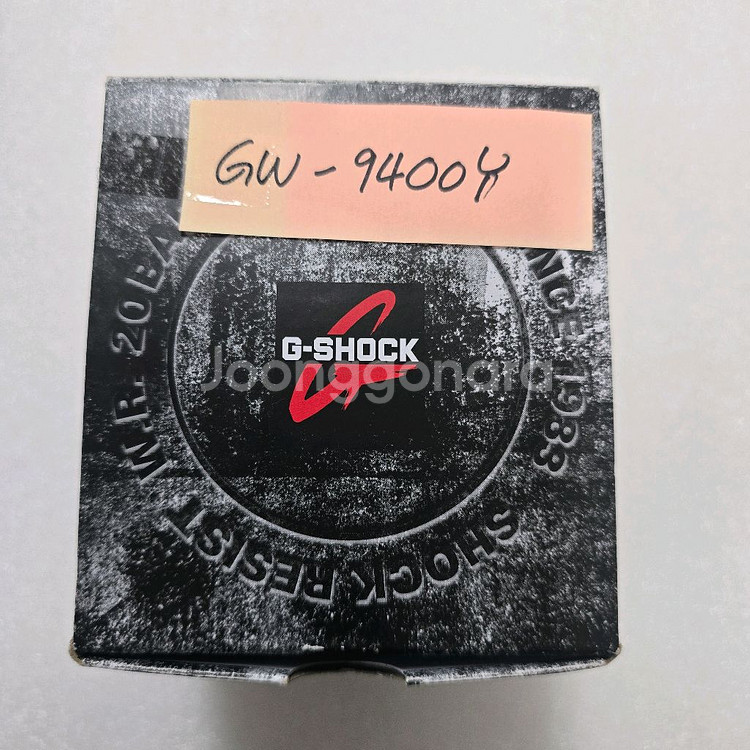 GW-9400Y
G-SHOCK
Joonggonara
SHOCK RESIST W.R. 20BA
NCE 1983